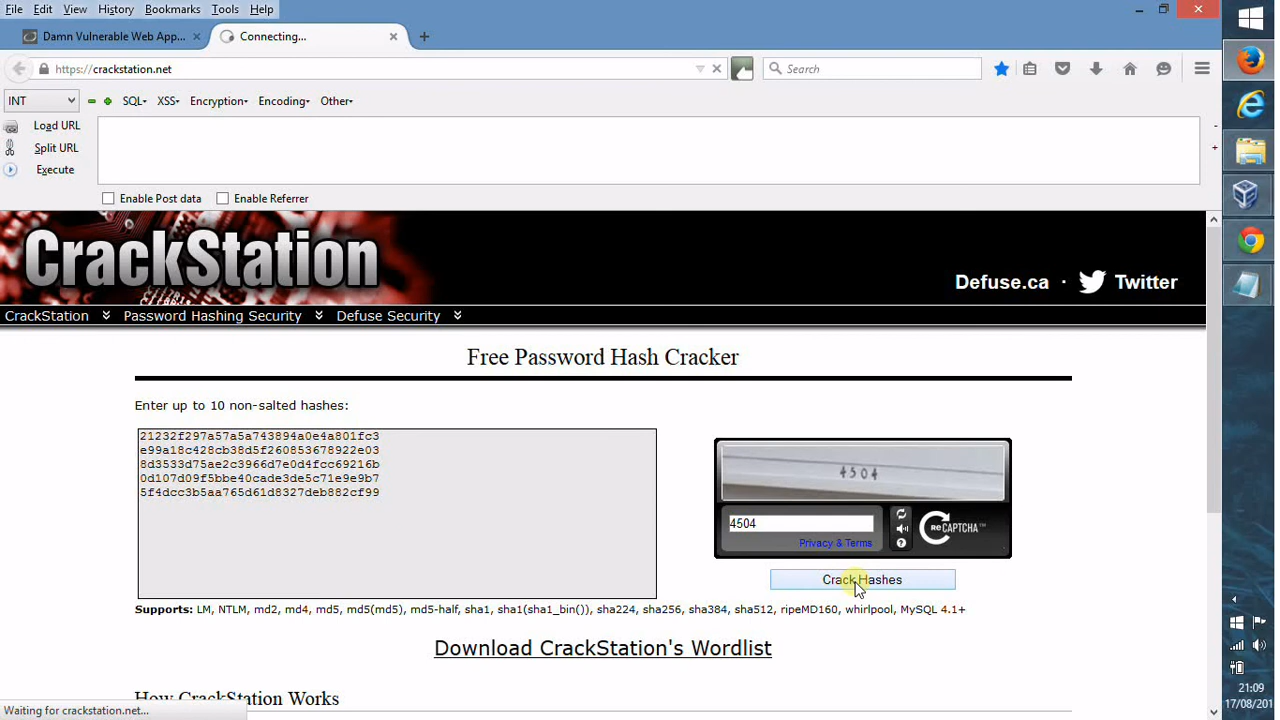 File Edit View History Bookmarks Tools Help
Damn Vulnerable Web App... Connecting...
https://crackstation.net Search
INT SQL XSS Encryption Encoding Other
Load URL
Split URL
Execute
Enable Post data Enable Referrer
CrackStation
Defuse.ca · Twitter
CrackStation Password Hashing Security Defuse Security
Free Password Hash Cracker
Enter up to 10 non-salted hashes:
21232f297a57a5a743894a0e4a801fc3
e99a18c428cb38d5f260853678922e03
8d3533d75ae2c3966d7e0d4fcc69216b
0d107d09f5bbe40cade3de5c71e9e9b7
5f4dcc3b5aa765d61d8327deb882cf99
4504
4504
Privacy & Terms
reCAPTCHA™
Crack Hashes
Supports: LM, NTLM, md2, md4, md5, md5(md5), md5-half, sha1, sha1(sha1_bin()), sha224, sha256, sha384, sha512, ripeMD160, whirlpool, MySQL 4.1+
Download CrackStation's Wordlist
How CrackStation Works
Waiting for crackstation.net...
21:09
17/08/201